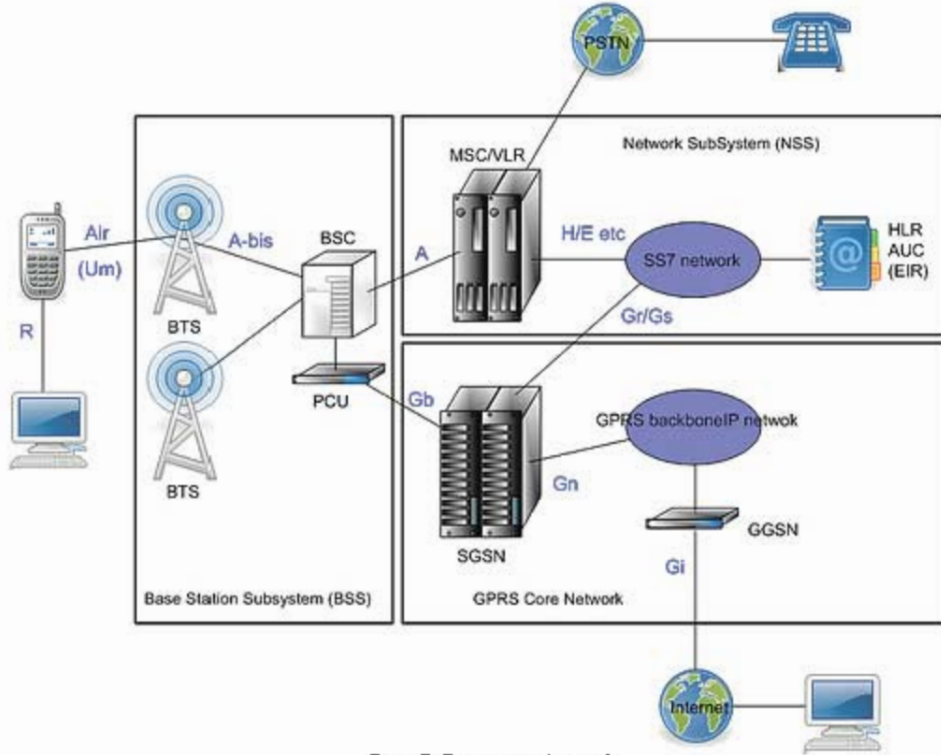 PSTN
Network SubSystem (NSS)
MSC/VLR
Air
(Um)
A-bis
BSC
A
H/E etc
SS7 network
HLR
AUC
(EIR)
R
BTS
Gr/Gs
PCU
Gb
GPRS backboneIP netwok
BTS
Gn
SGSN
GGSN
Gi
Base Station Subsystem (BSS)
GPRS Core Network
Internet